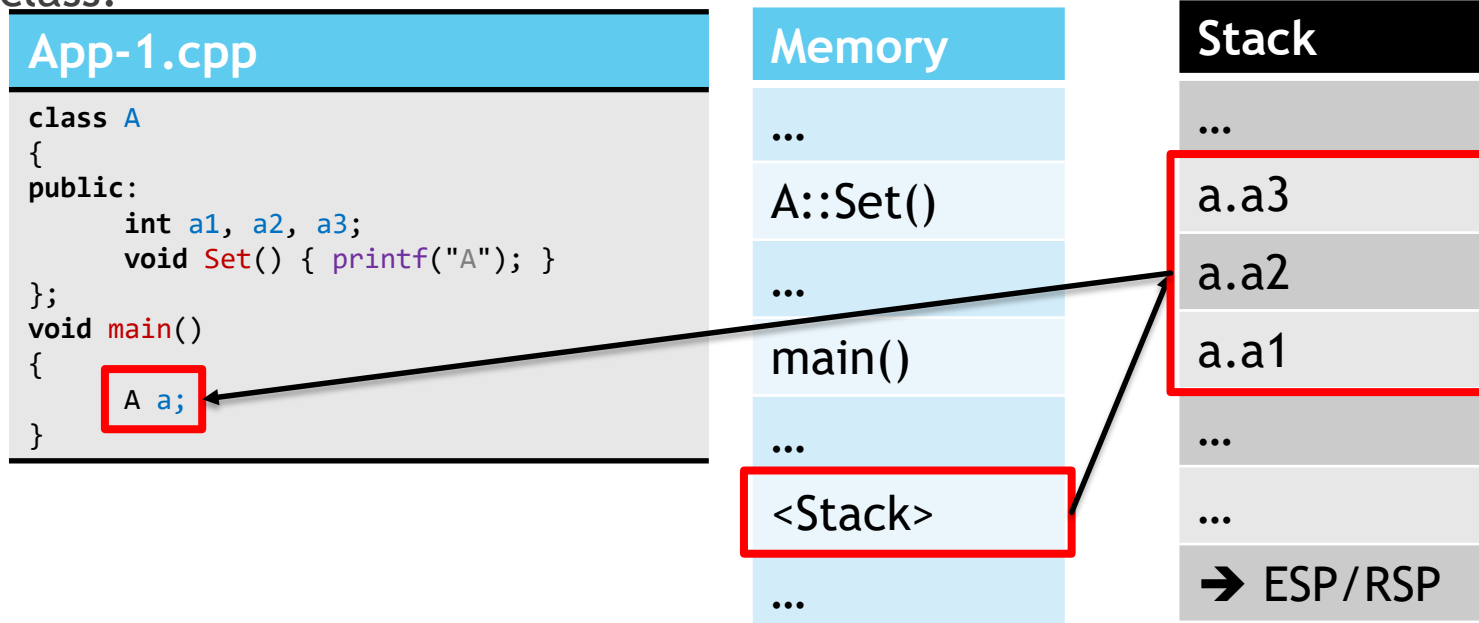 class.
App-1.cpp
class A
{
public:
int a1, a2, a3;
void Set() { printf("A"); }
};
void main()
{
A a;
}
Memory
...
A::Set()
...
main()
...
<Stack>
...
Stack
...
a.a3
a.a2
a.a1
...
...
➔ ESP/RSP